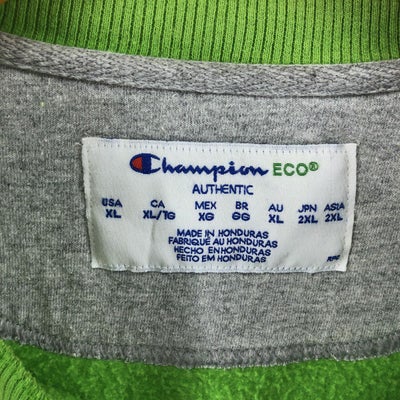 Champion ECO®
AUTHENTIC
USA CA MEX BR AU JPN ASIA
XL XL/TG XG GG XL 2XL 2XL
MADE IN HONDURAS
FABRIQUÉ AU HONDURAS
HECHO EN HONDURAS
FEITO EM HONDURAS